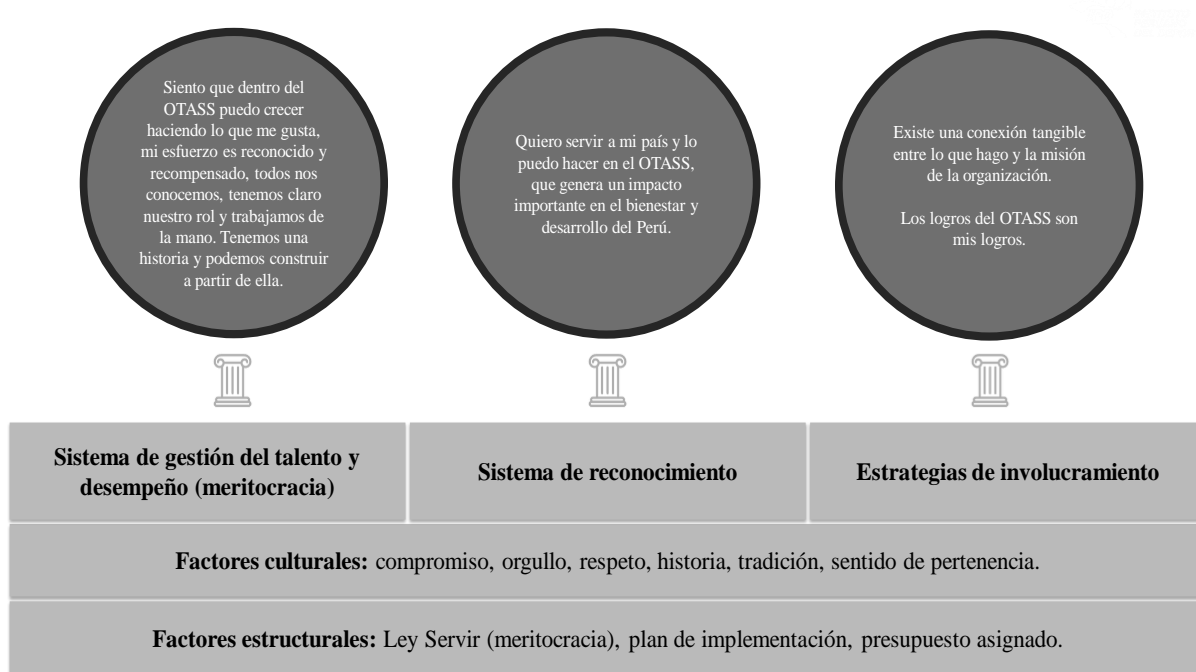 Siento que dentro del
OTASS puedo crecer
haciendo lo que me gusta,
mi esfuerzo es reconocido y
recompensado, todos nos
conocemos, tenemos claro
nuestro rol y trabajamos de
la mano. Tenemos una
historia y podemos construir
a partir de ella.
Quiero servir a mi país y lo
puedo hacer en el OTASS,
que genera un impacto
importante en el bienestar y
desarrollo del Perú.
Existe una conexión tangible
entre lo que hago y la misión
de la organización.
Los logros del OTASS son
mis logros.
Sistema de gestión del talento y
desempeño (meritocracia)
Sistema de reconocimiento
Estrategias de involucramiento
Factores culturales: compromiso, orgullo, respeto, historia, tradición, sentido de pertenencia.
Factores estructurales: Ley Servir (meritocracia), plan de implementación, presupuesto asignado.